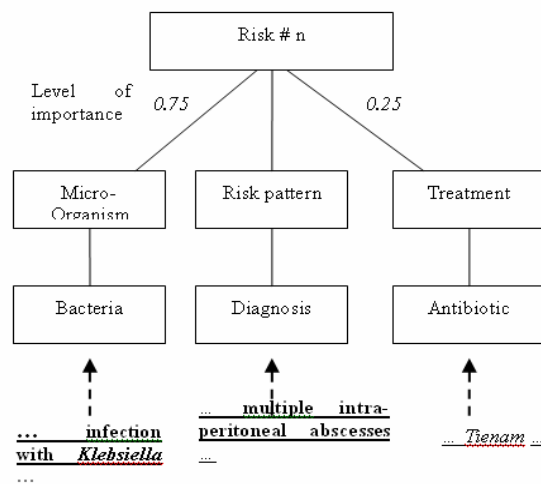 Risk # n
Level of
importance
0.75
0.25
Micro-
Organism
Risk pattern
Treatment
Bacteria
Diagnosis
Antibiotic
... infection
with Klebsiella
...
... multiple intra-
peritoneal abscesses
...
... Tienam ...